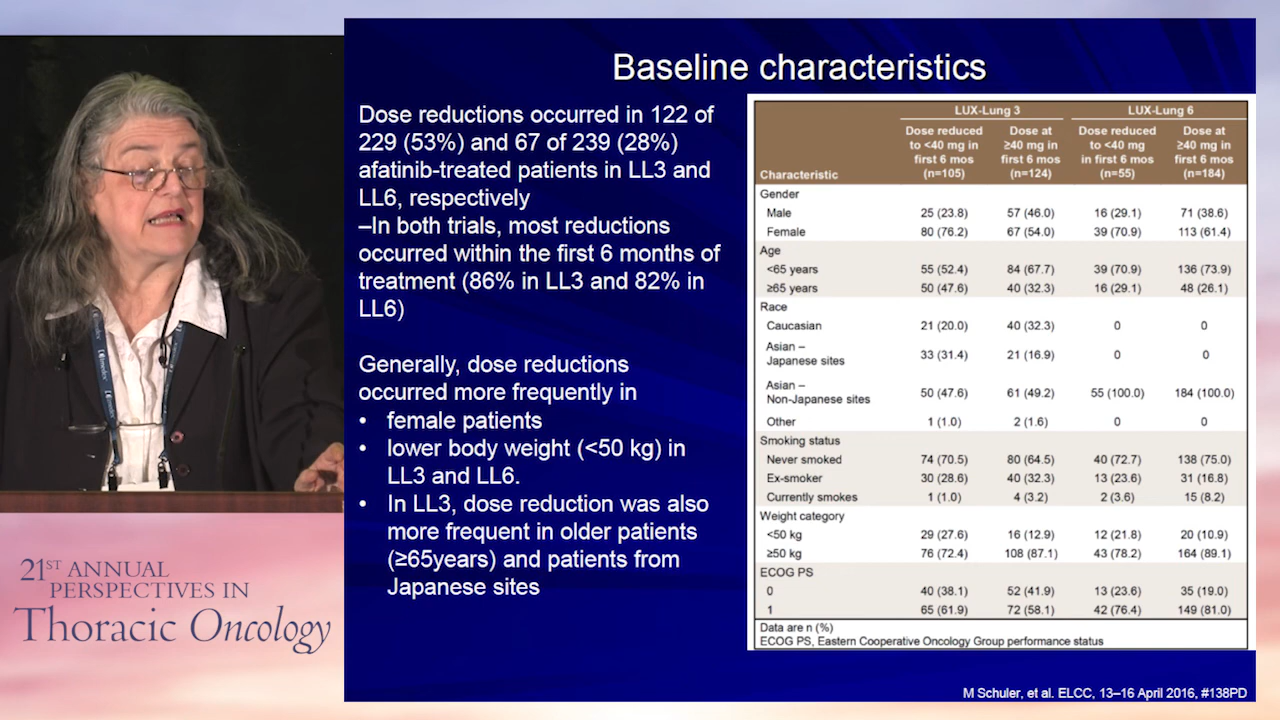 Baseline characteristics
Dose reductions occurred in 122 of
229 (53%) and 67 of 239 (28%)
afatinib-treated patients in LL3 and
LL6, respectively
–In both trials, most reductions
occurred within the first 6 months of
treatment (86% in LL3 and 82% in
LL6)
Generally, dose reductions
occurred more frequently in
• female patients
• lower body weight (<50 kg) in
LL3 and LL6.
• In LL3, dose reduction was also
more frequent in older patients
(≥65years) and patients from
Japanese sites
LUX-Lung 3 LUX-Lung 6
Characteristic
Dose reduced
to <40 mg in
first 6 mos
(n=105)
Dose at
≥40 mg in
first 6 mos
(n=124)
Dose reduced
to <40 mg
in first 6 mos
(n=55)
Dose at
≥40 mg in
first 6 mos
(n=184)
Gender
Male 25 (23.8) 57 (46.0) 16 (29.1) 71 (38.6)
Female 80 (76.2) 67 (54.0) 39 (70.9) 113 (61.4)
Age
<65 years 55 (52.4) 84 (67.7) 39 (70.9) 136 (73.9)
≥65 years 50 (47.6) 40 (32.3) 16 (29.1) 48 (26.1)
Race
Caucasian 21 (20.0) 40 (32.3) 0 0
Asian –
Japanese sites 33 (31.4) 21 (16.9) 0 0
Asian –
Non-Japanese sites 50 (47.6) 61 (49.2) 55 (100.0) 184 (100.0)
Other 1 (1.0) 2 (1.6) 0 0
Smoking status
Never smoked 74 (70.5) 80 (64.5) 40 (72.7) 138 (75.0)
Ex-smoker 30 (28.6) 40 (32.3) 13 (23.6) 31 (16.8)
Currently smokes 1 (1.0) 4 (3.2) 2 (3.6) 15 (8.2)
Weight category
<50 kg 29 (27.6) 16 (12.9) 12 (21.8) 20 (10.9)
≥50 kg 76 (72.4) 108 (87.1) 43 (78.2) 164 (89.1)
ECOG PS
0 40 (38.1) 52 (41.9) 13 (23.6) 35 (19.0)
1 65 (61.9) 72 (58.1) 42 (76.4) 149 (81.0)
Data are n (%)
ECOG PS, Eastern Cooperative Oncology Group performance status
M Schuler, et al. ELCC, 13–16 April 2016, #138PD
21ST ANNUAL
PERSPECTIVES IN
Thoracic Oncology